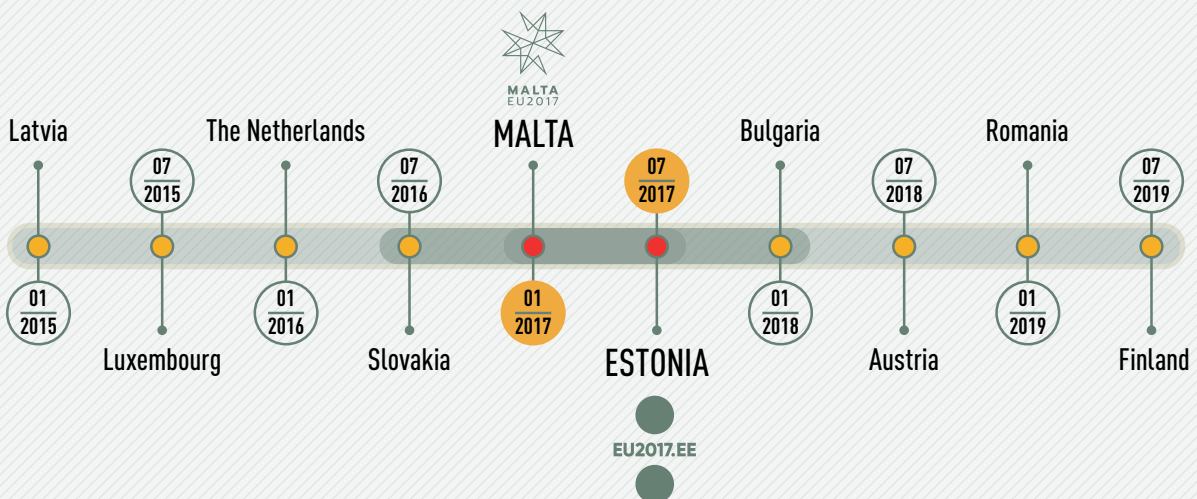 MALTA
EU2017
Latvia
The Netherlands
MALTA
Bulgaria
Romania
07
2015
07
2016
07
2017
07
2018
07
2019
01
2015
01
2016
01
2017
01
2018
01
2019
Luxembourg
Slovakia
ESTONIA
Austria
Finland
EU2017.EE